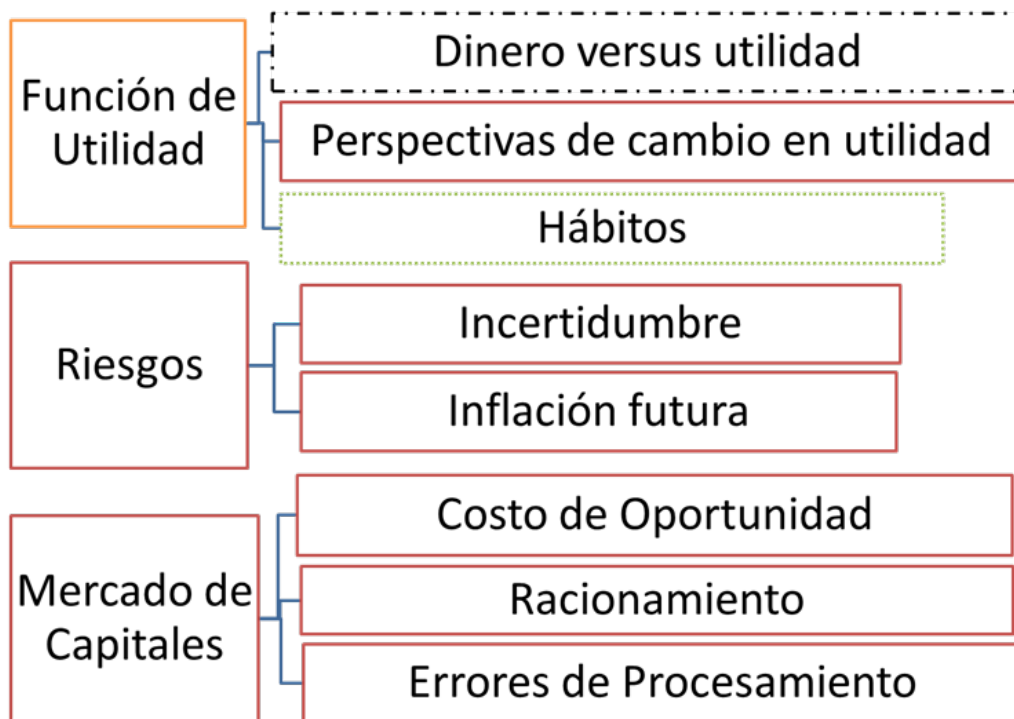 Función de
Utilidad
Dinero versus utilidad
Perspectivas de cambio en utilidad
Hábitos
Riesgos
Incertidumbre
Inflación futura
Mercado de
Capitales
Costo de Oportunidad
Racionamiento
Errores de Procesamiento